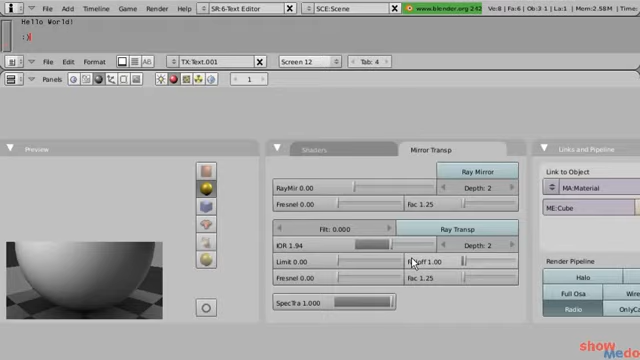 File Add Timeline Game Render Help SR:6-Text Editor SCE:Scene www.blender.org 242 Ve:8 | Fa:6 | Ob:3-1 | La:1 | Mem:2.58M
Hello World!
:)
File Edit Format AB TX:Text.001 Screen 12 Tab: 4
Panels 1
Preview Shaders Mirror Transp Links and Pipeline
Ray Mirror Link to Object
RayMir 0.00 Depth: 2 MA:Material
Fresnel 0.00 Fac 1.25 ME:Cube
Filt: 0.000 Ray Transp
IOR 1.94 Depth: 2
Limit 0.00 Falloff 1.00 Render Pipeline
Fresnel 0.00 Fac 1.25 Halo
Full Osa Wire
SpecTra 1.000 Radio OnlyCa
show
Medo